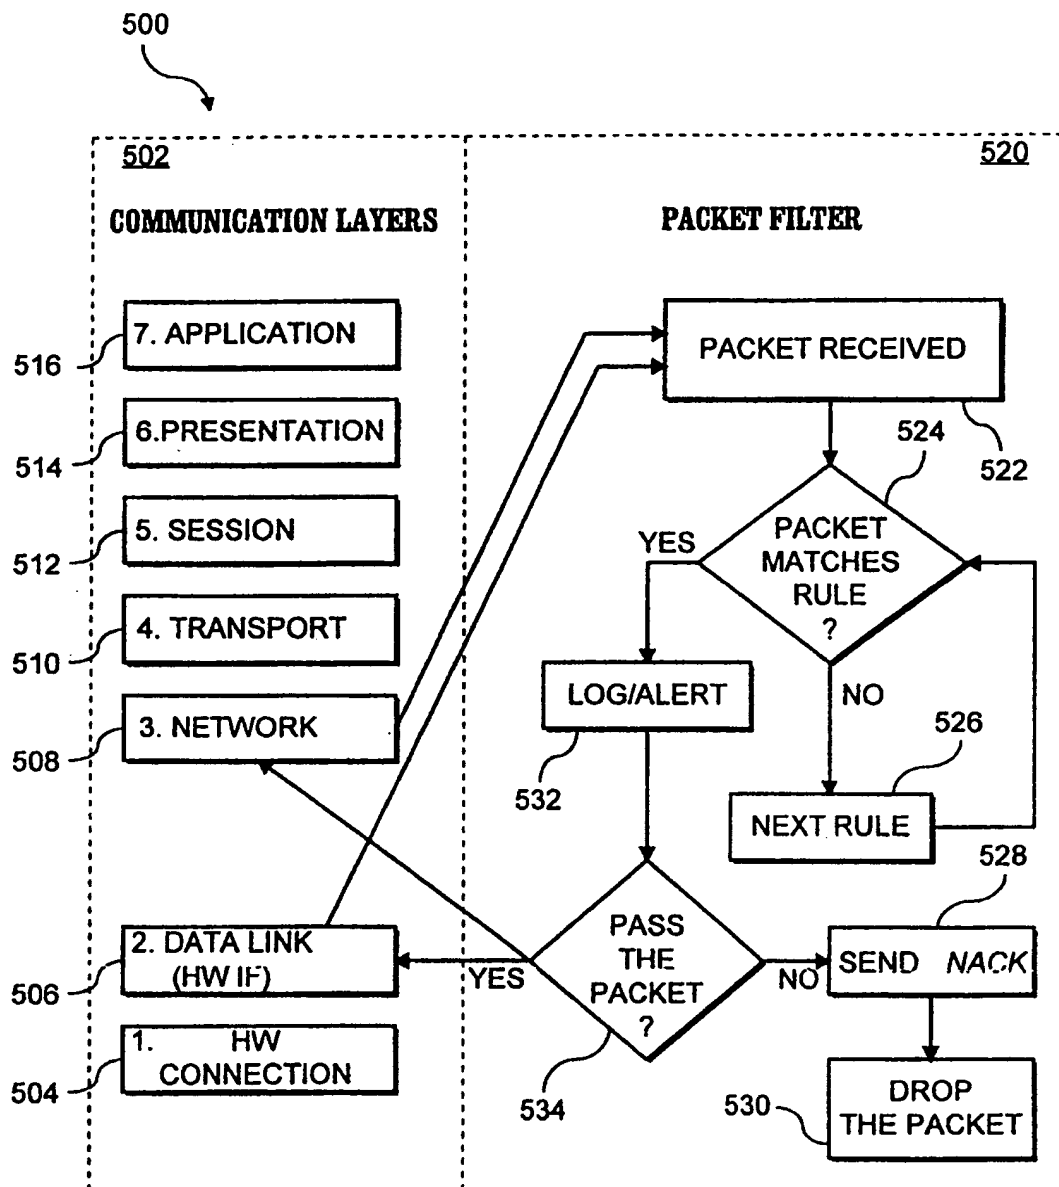 500
502
520
COMMUNICATION LAYERS
PACKET FILTER
7. APPLICATION
516
6.PRESENTATION
514
5. SESSION
512
4. TRANSPORT
510
3. NETWORK
508
2. DATA LINK
(HW IF)
506
1. HW
CONNECTION
504
PACKET RECEIVED
522
524
PACKET
MATCHES
RULE
?
YES
NO
LOG/ALERT
532
526
NEXT RULE
528
PASS
THE
PACKET
?
YES
NO
534
SEND NACK
530
DROP
THE PACKET